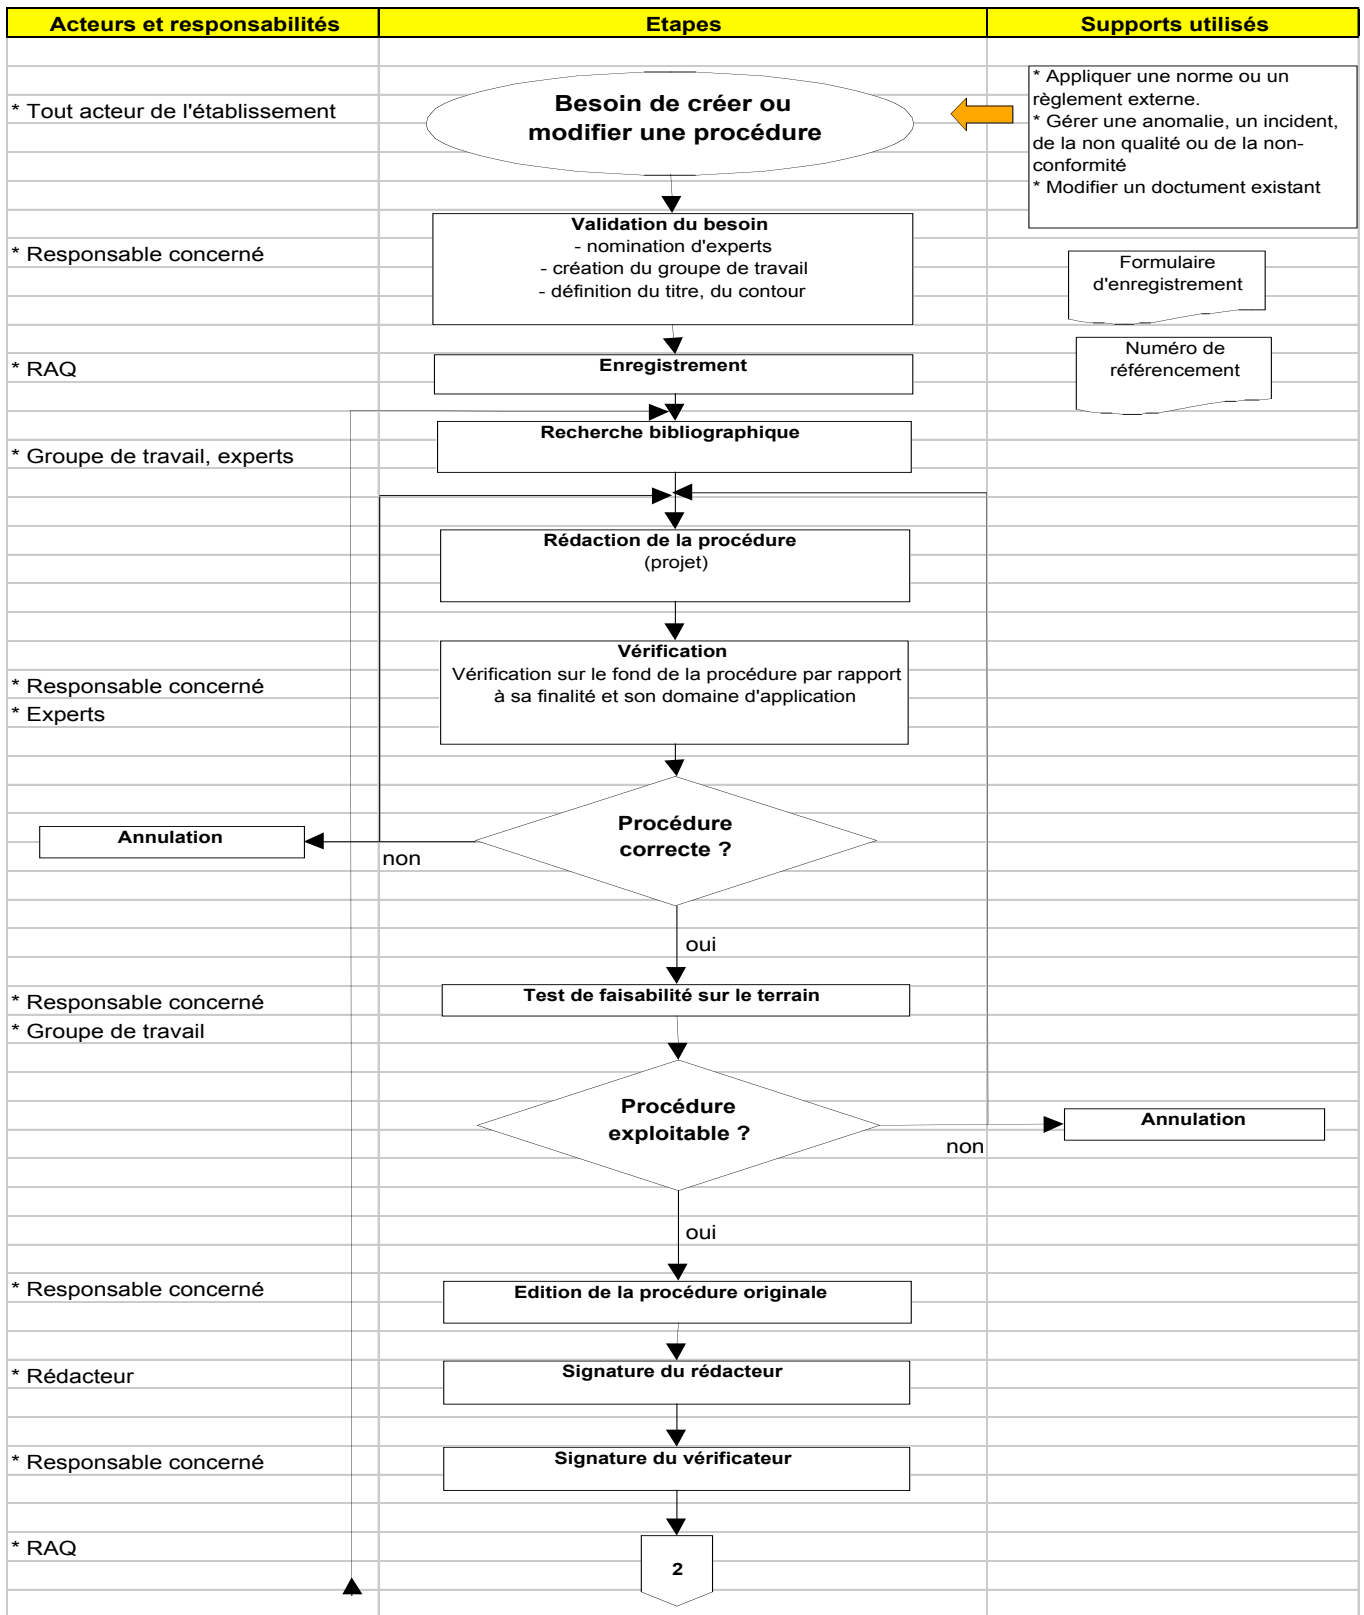 Acteurs et responsabilités
Etapes
Supports utilisés
* Tout acteur de l'établissement
Besoin de créer ou
modifier une procédure
* Appliquer une norme ou un
règlement externe.
* Gérer une anomalie, un incident,
de la non qualité ou de la non-
conformité
* Modifier un doctument existant
* Responsable concerné
Validation du besoin
- nomination d'experts
- création du groupe de travail
- définition du titre, du contour
Formulaire
d'enregistrement
* RAQ
Enregistrement
Numéro de
référencement
* Groupe de travail, experts
Recherche bibliographique
Rédaction de la procédure
(projet)
* Responsable concerné
* Experts
Vérification
Vérification sur le fond de la procédure par rapport
à sa finalité et son domaine d'application
Annulation
non
Procédure
correcte ?
oui
* Responsable concerné
* Groupe de travail
Test de faisabilité sur le terrain
Procédure
exploitable ?
non
Annulation
oui
* Responsable concerné
Edition de la procédure originale
* Rédacteur
Signature du rédacteur
* Responsable concerné
Signature du vérificateur
* RAQ
2